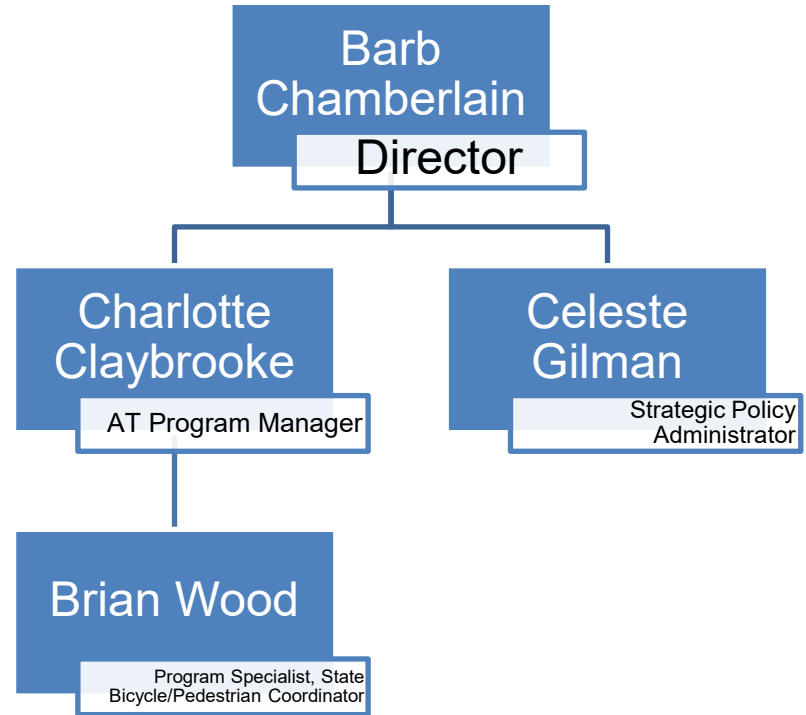 Barb
Chamberlain
Director
Charlotte
Claybrooke
AT Program Manager
Celeste
Gilman
Strategic Policy
Administrator
Brian Wood
Program Specialist, State
Bicycle/Pedestrian Coordinator